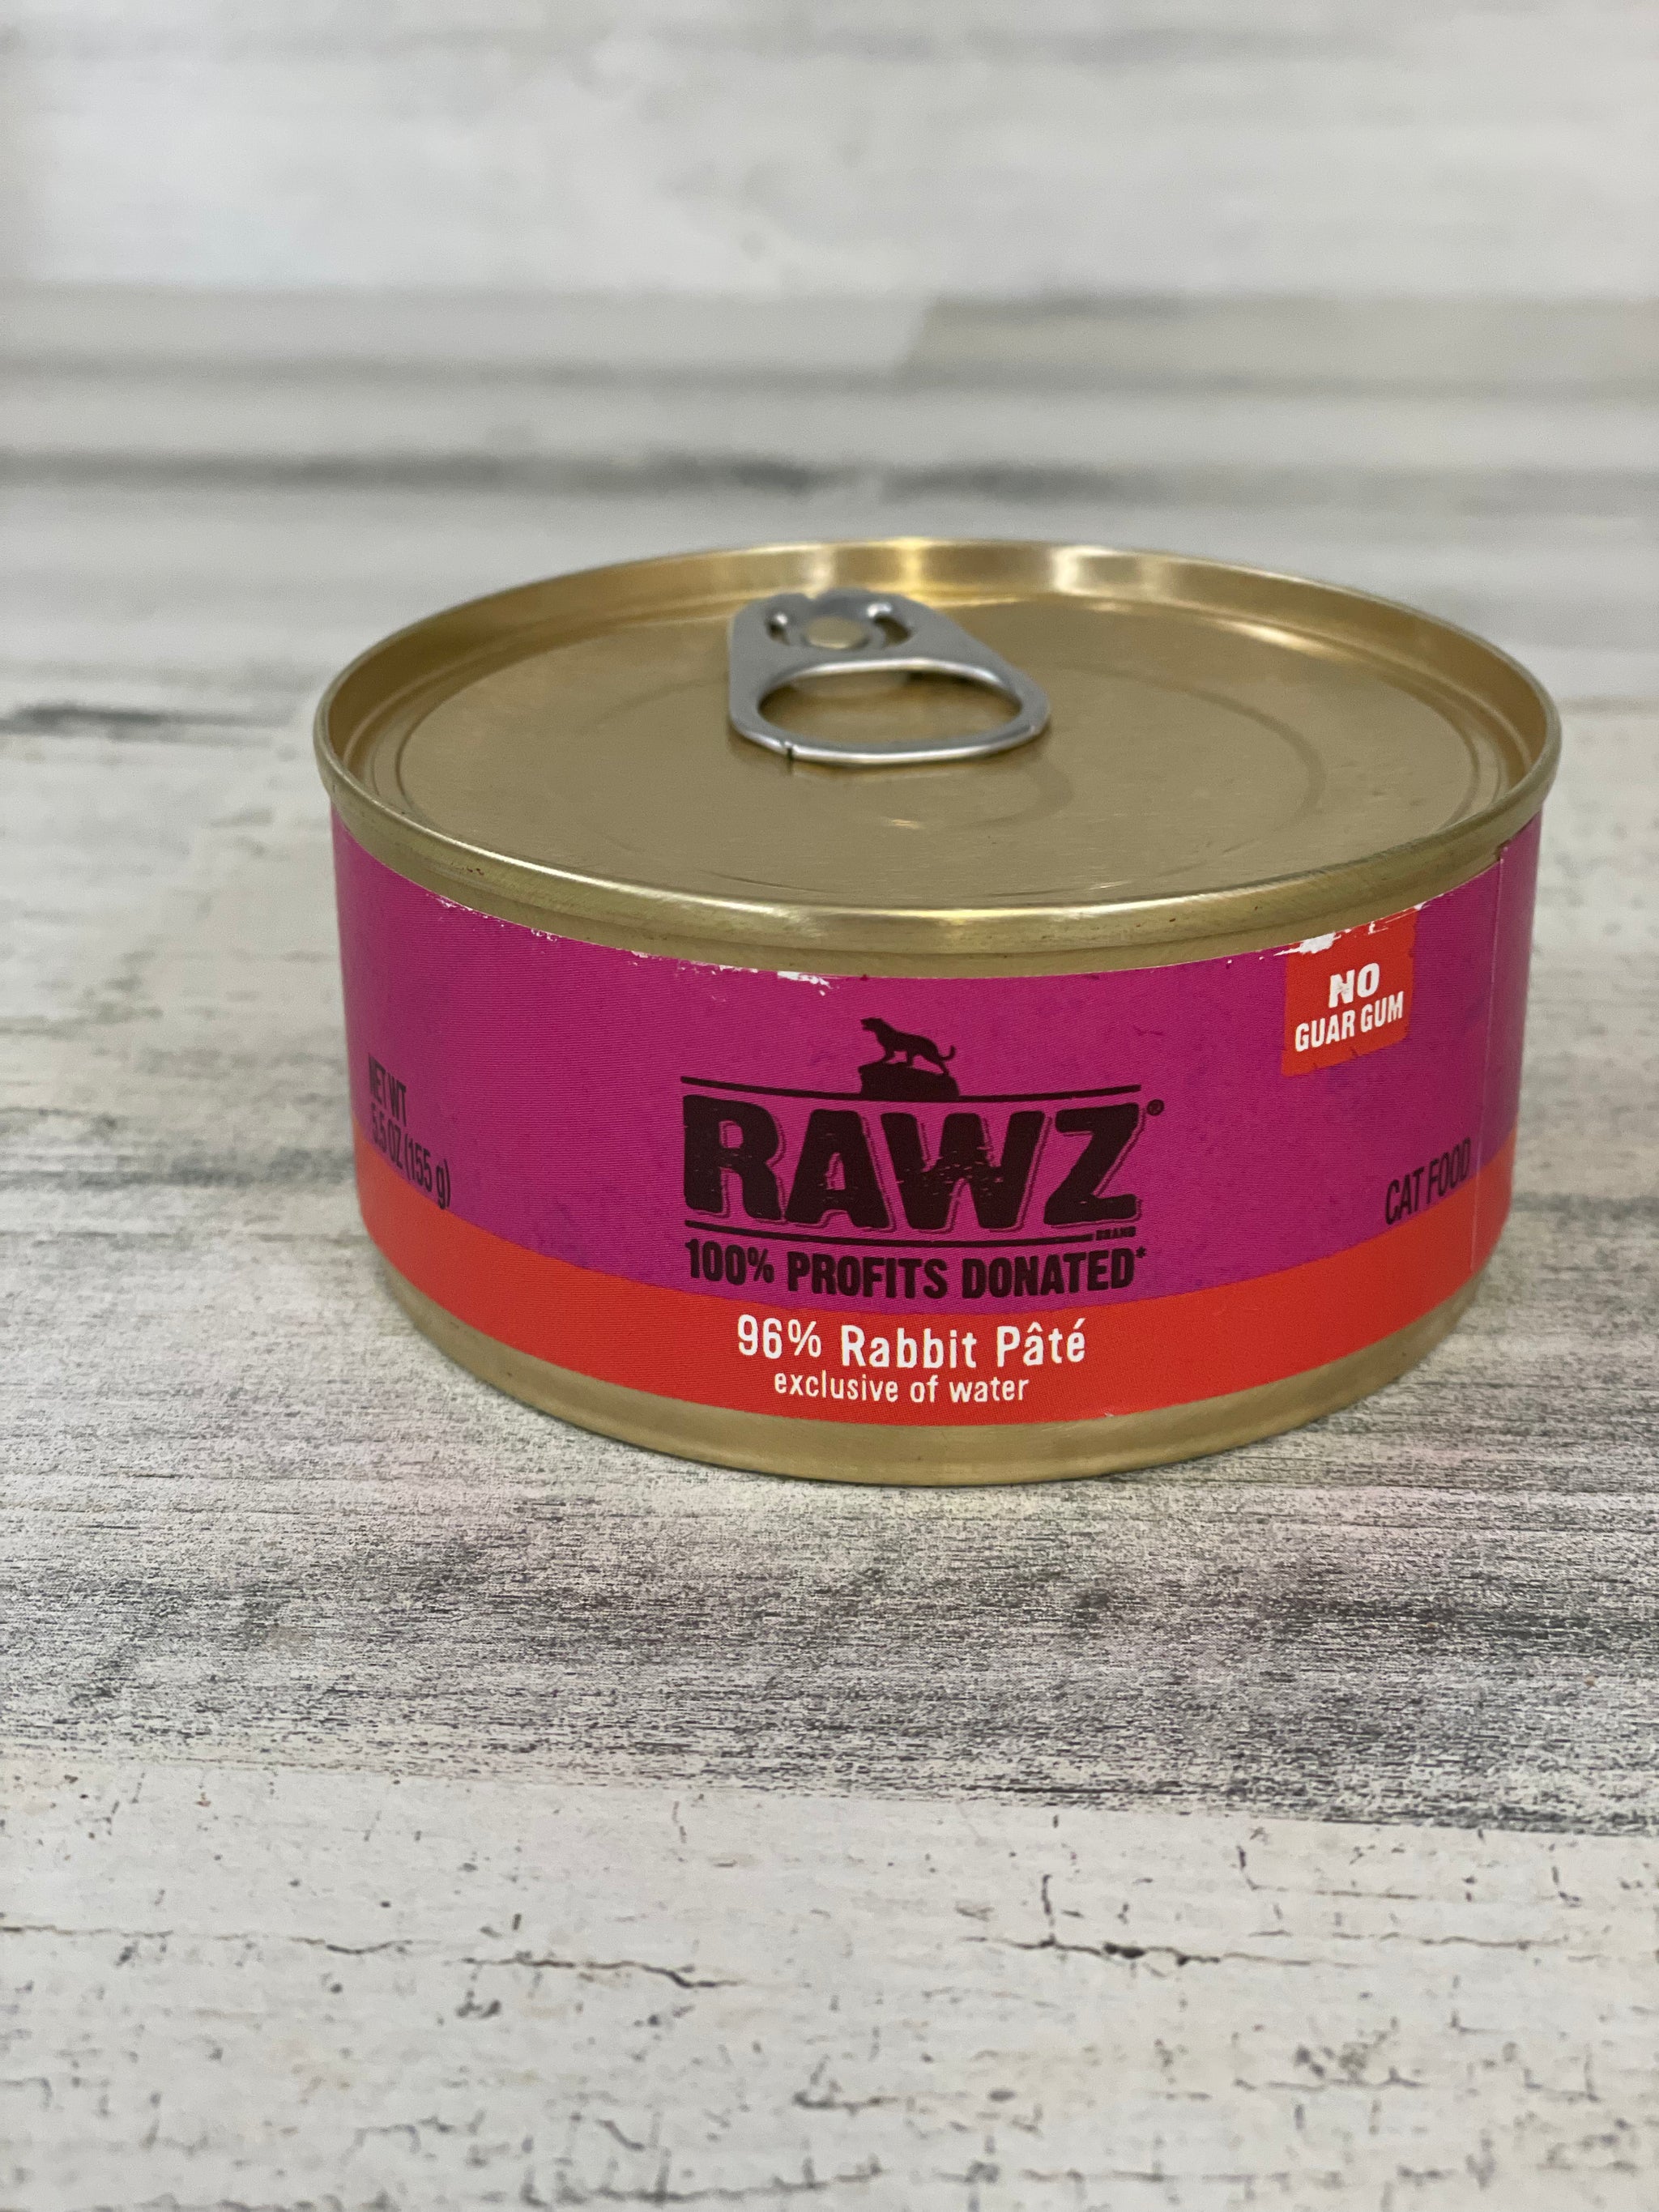 NO
GUAR GUM
RAWZ®
BRAND
100% PROFITS DONATED*
NET WT
5.5 OZ (155 g)
CAT FOOD
96% Rabbit Pâté
exclusive of water